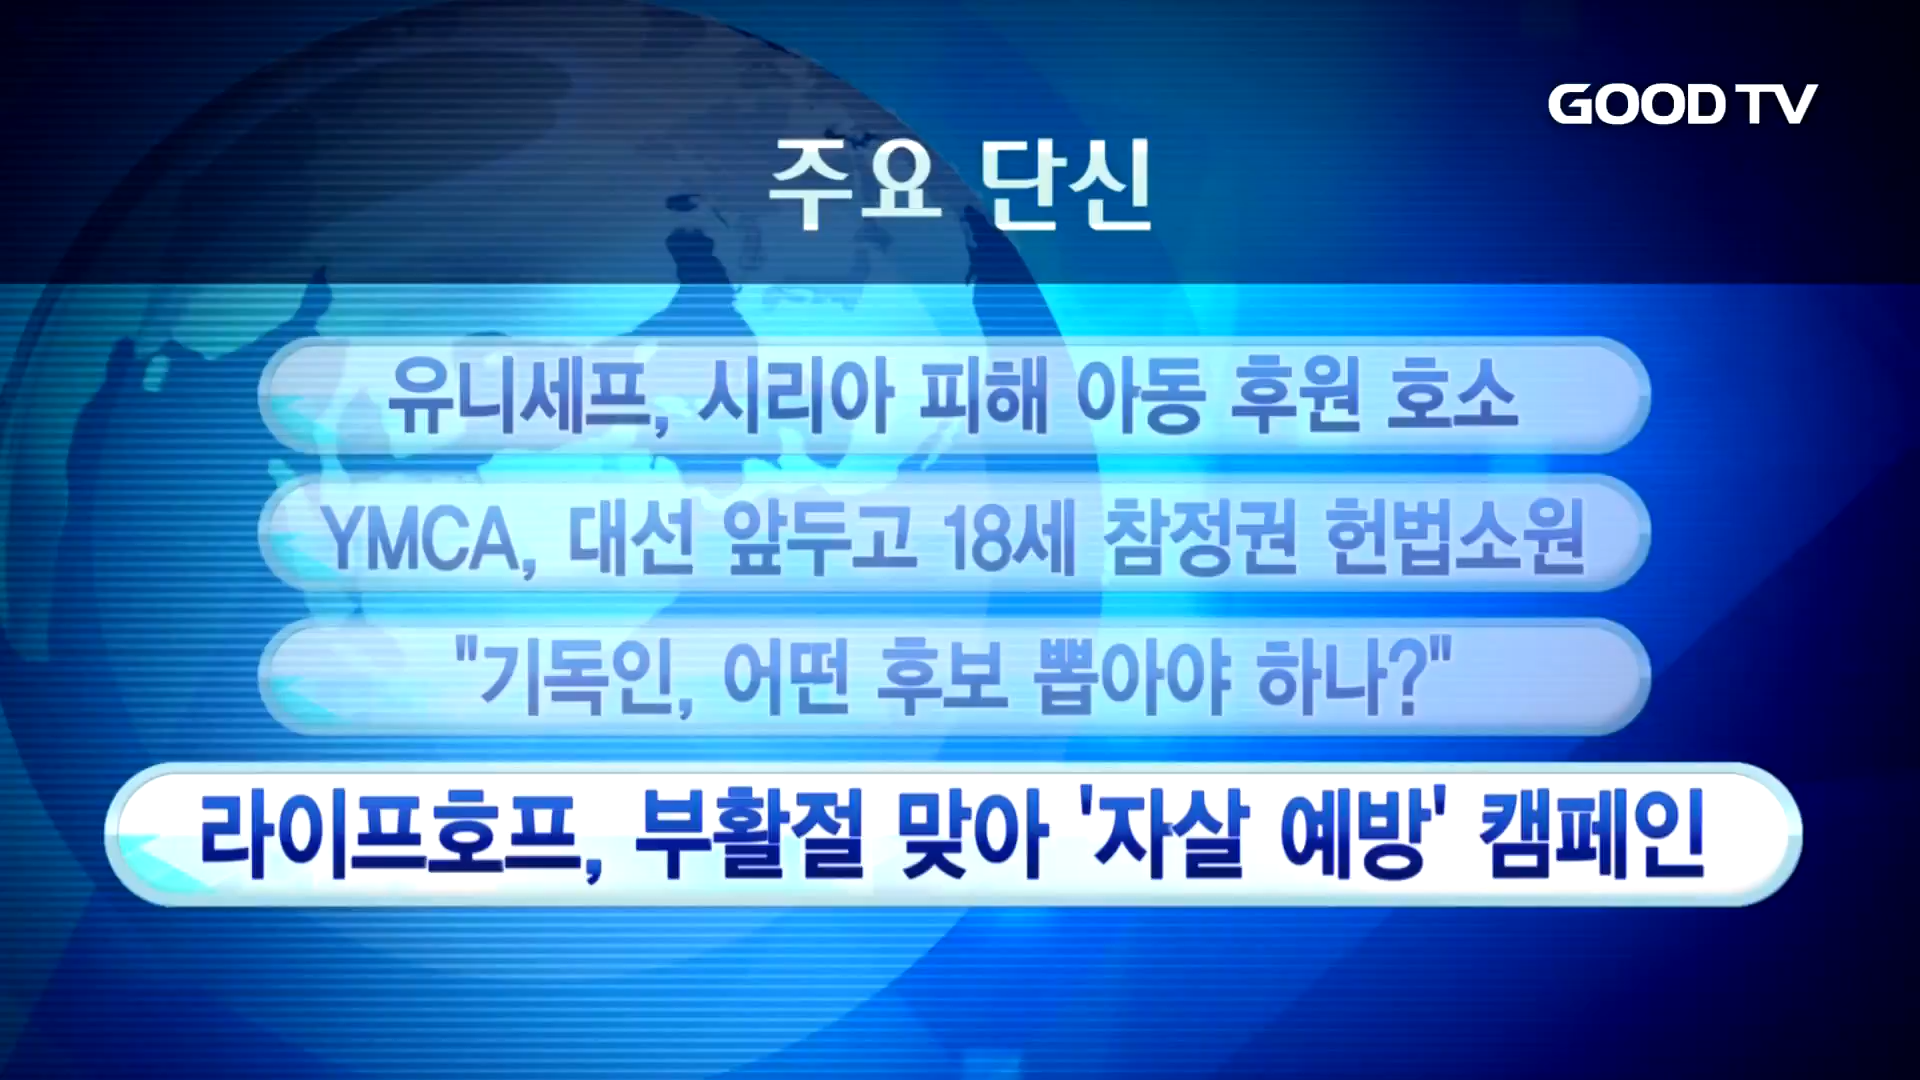 GOOD TV
주요 단신
유니세프, 시리아 피해 아동 후원 호소
YMCA, 대선 앞두고 18세 참정권 헌법소원
"기독인, 어떤 후보 뽑아야 하나?"
라이프호프, 부활절 맞아 '자살 예방' 캠페인